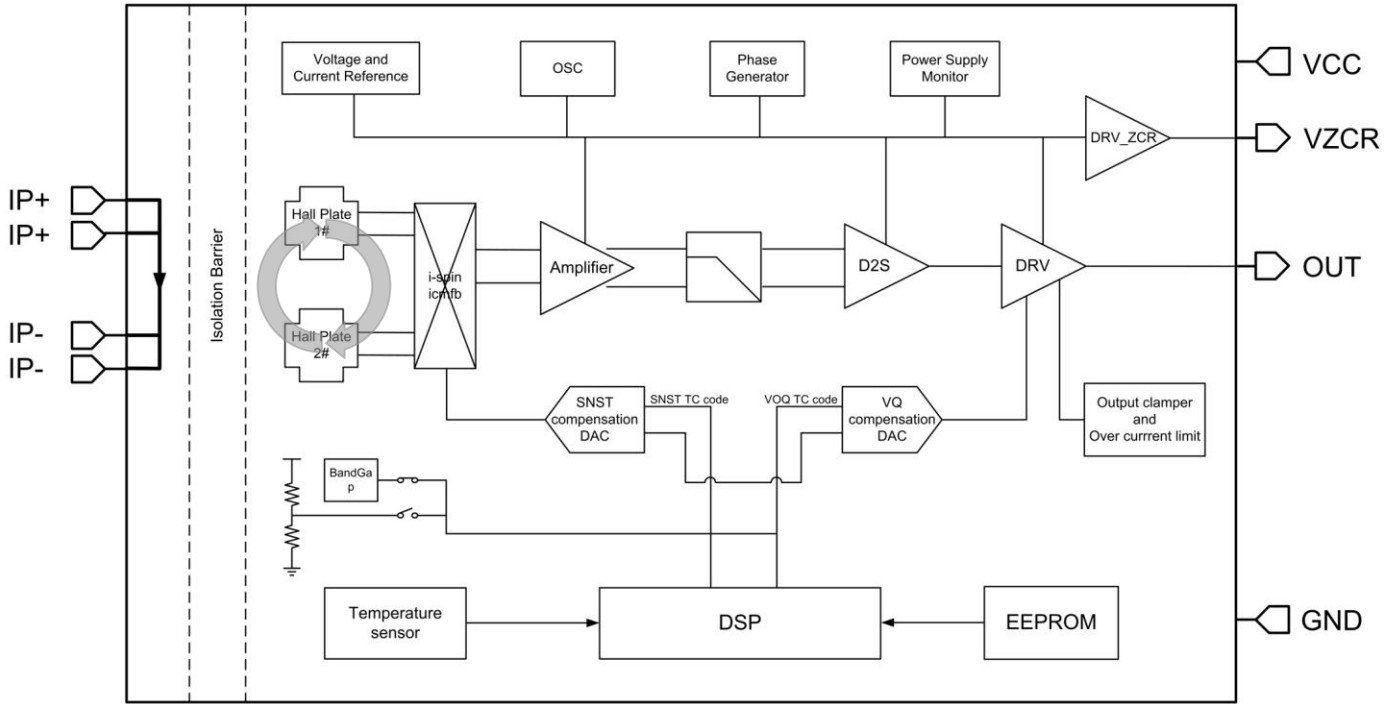 Voltage and
Current Reference
OSC
Phase
Generator
Power Supply
Monitor
VCC
DRV_ZCR
VZCR
IP+
IP+
IP-
IP-
Isolation Barrier
Hall Plate
1#
Hall Plate
2#
i-spin
icmfb
Amplifier
D2S
DRV
OUT
SNST
compensation
DAC
SNST TC code
VOQ TC code
VQ
compensation
DAC
Output clamper
and
Over currrent limit
BandGa
p
Temperature
sensor
DSP
EEPROM
GND